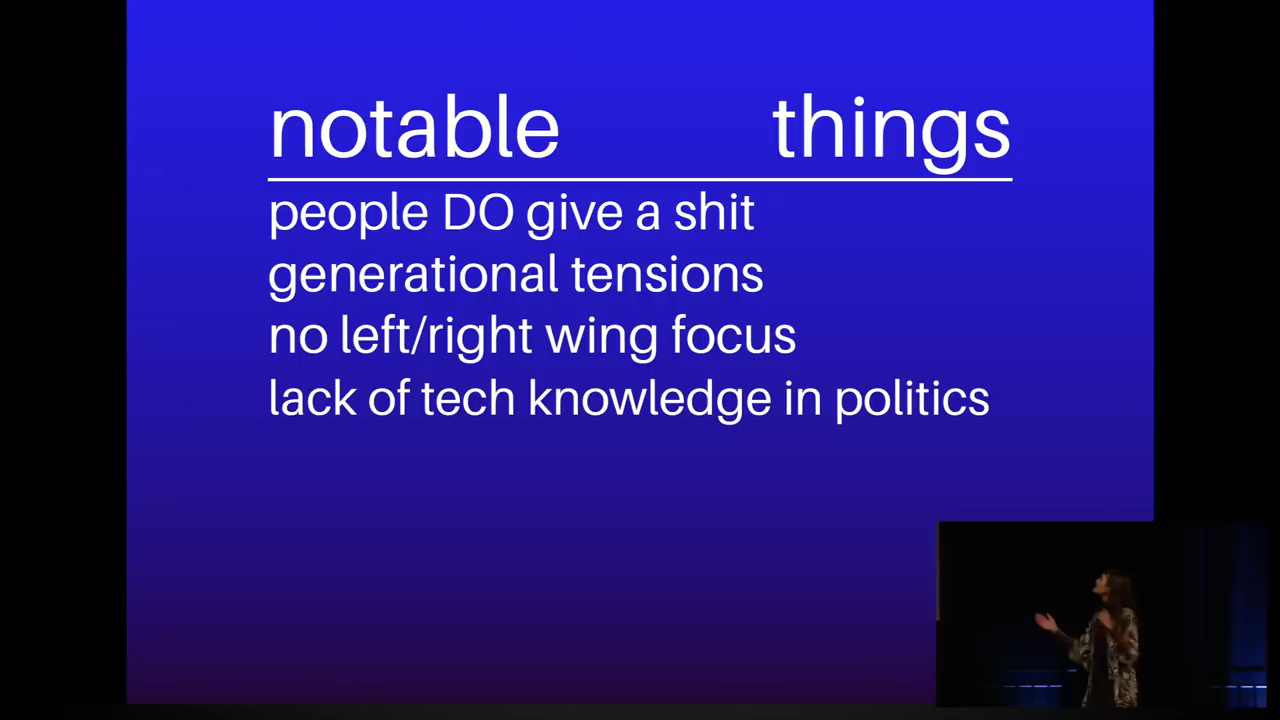 notable things
people DO give a shit
generational tensions
no left/right wing focus
lack of tech knowledge in politics